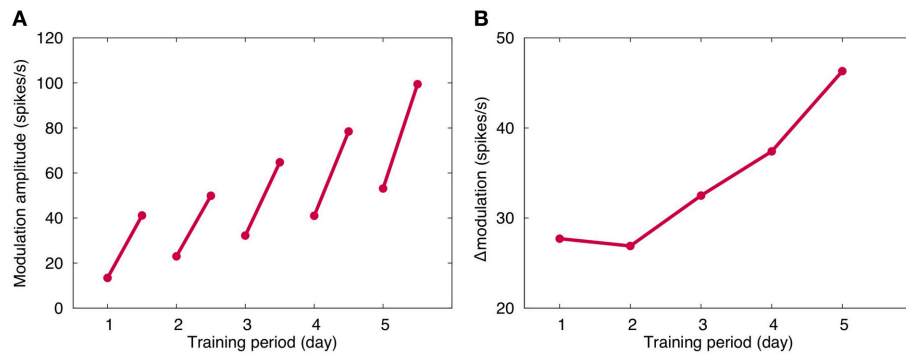 A
Modulation amplitude (spikes/s)
120
100
80
60
40
20
0
1 2 3 4 5
Training period (day)
B
Δmodulation (spikes/s)
50
40
30
20
1 2 3 4 5
Training period (day)